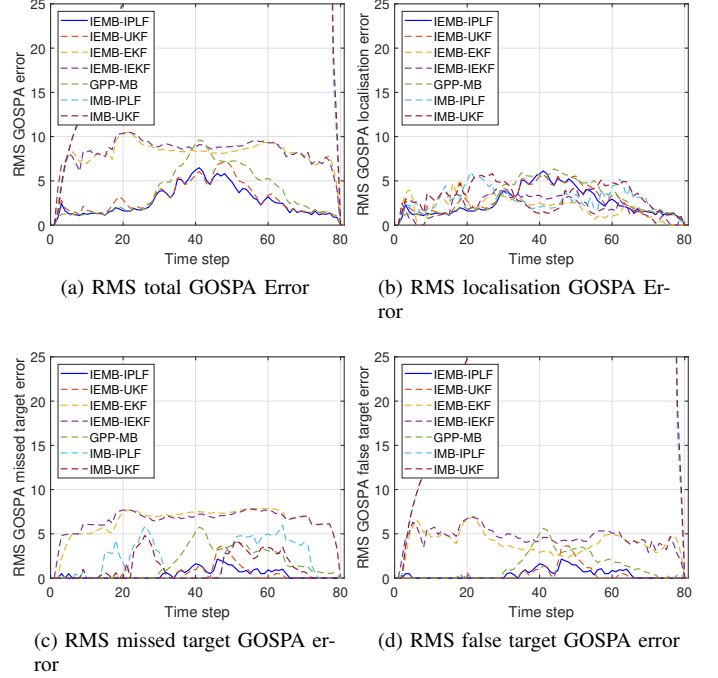 25
20
15
10
5
0
RMS GOSPA error
IEMB-IPLF
IEMB-UKF
IEMB-EKF
IEMB-IEKF
GPP-MB
IMB-IPLF
IMB-UKF
0 20 40 60 80
Time step
(a) RMS total GOSPA Error
25
20
15
10
5
0
RMS GOSPA localisation error
IEMB-IPLF
IEMB-UKF
IEMB-EKF
IEMB-IEKF
GPP-MB
IMB-IPLF
IMB-UKF
0 20 40 60 80
Time step
(b) RMS localisation GOSPA Er-
ror
25
20
15
10
5
0
RMS GOSPA missed target error
IEMB-IPLF
IEMB-UKF
IEMB-EKF
IEMB-IEKF
GPP-MB
IMB-IPLF
IMB-UKF
0 20 40 60 80
Time step
(c) RMS missed target GOSPA er-
ror
25
20
15
10
5
0
RMS GOSPA false target error
IEMB-IPLF
IEMB-UKF
IEMB-EKF
IEMB-IEKF
GPP-MB
IMB-IPLF
IMB-UKF
0 20 40 60 80
Time step
(d) RMS false target GOSPA error